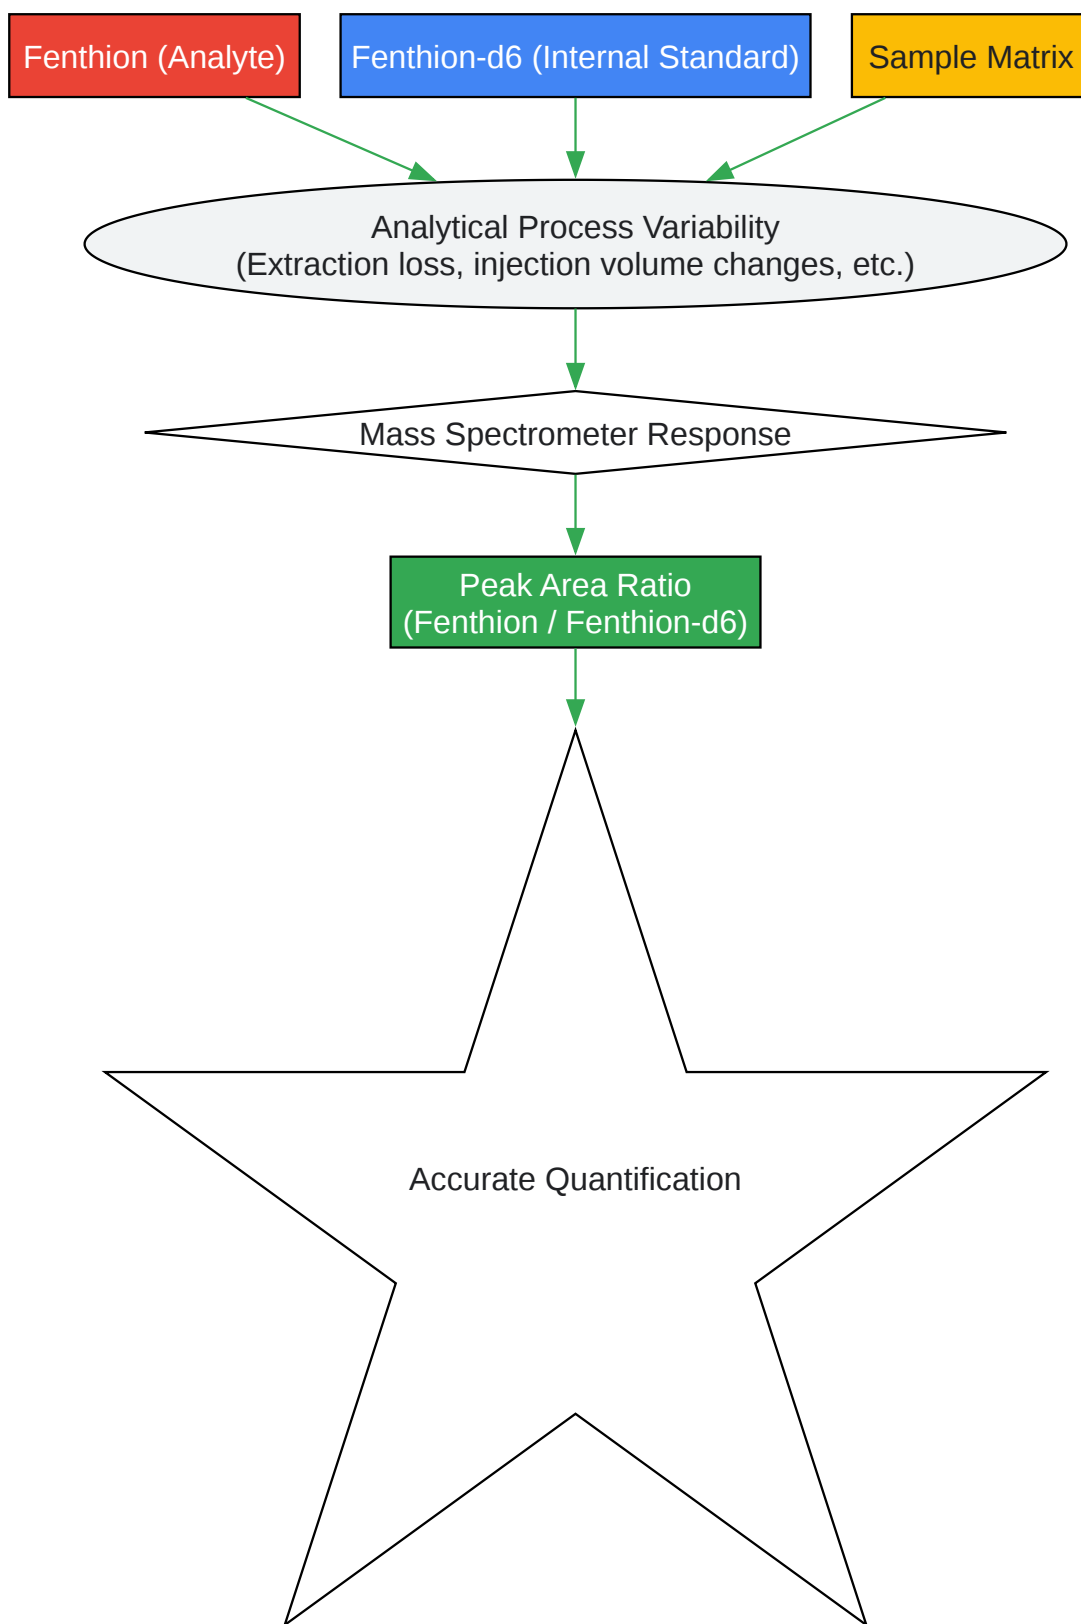 Fenthion (Analyte)
Fenthion-d6 (Internal Standard)
Sample Matrix
Analytical Process Variability
(Extraction loss, injection volume changes, etc.)
Mass Spectrometer Response
Peak Area Ratio
(Fenthion / Fenthion-d6)
Accurate Quantification